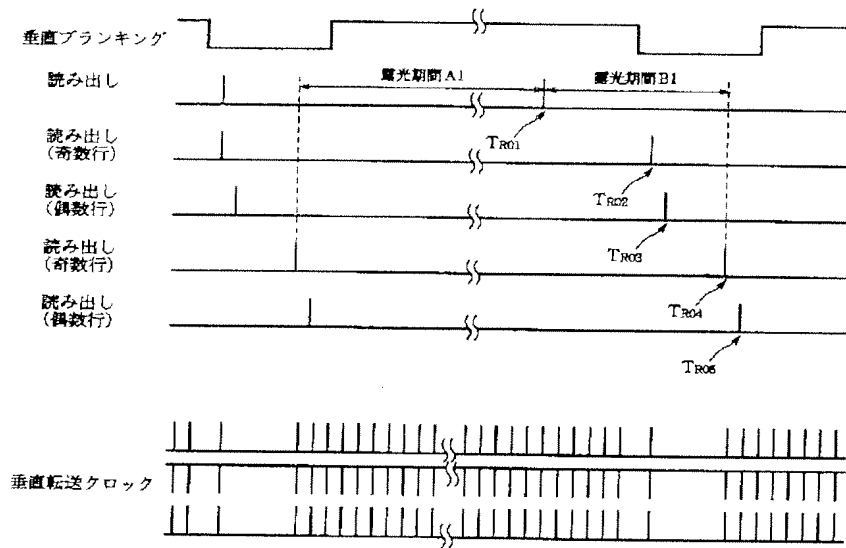 垂直ブランキング
読み出し
露光期間A1
露光期間B1
TR01
読み出し
(奇数行)
TR02
読み出し
(偶数行)
TR03
読み出し
(奇数行)
TR04
読み出し
(偶数行)
TR05
垂直転送クロック